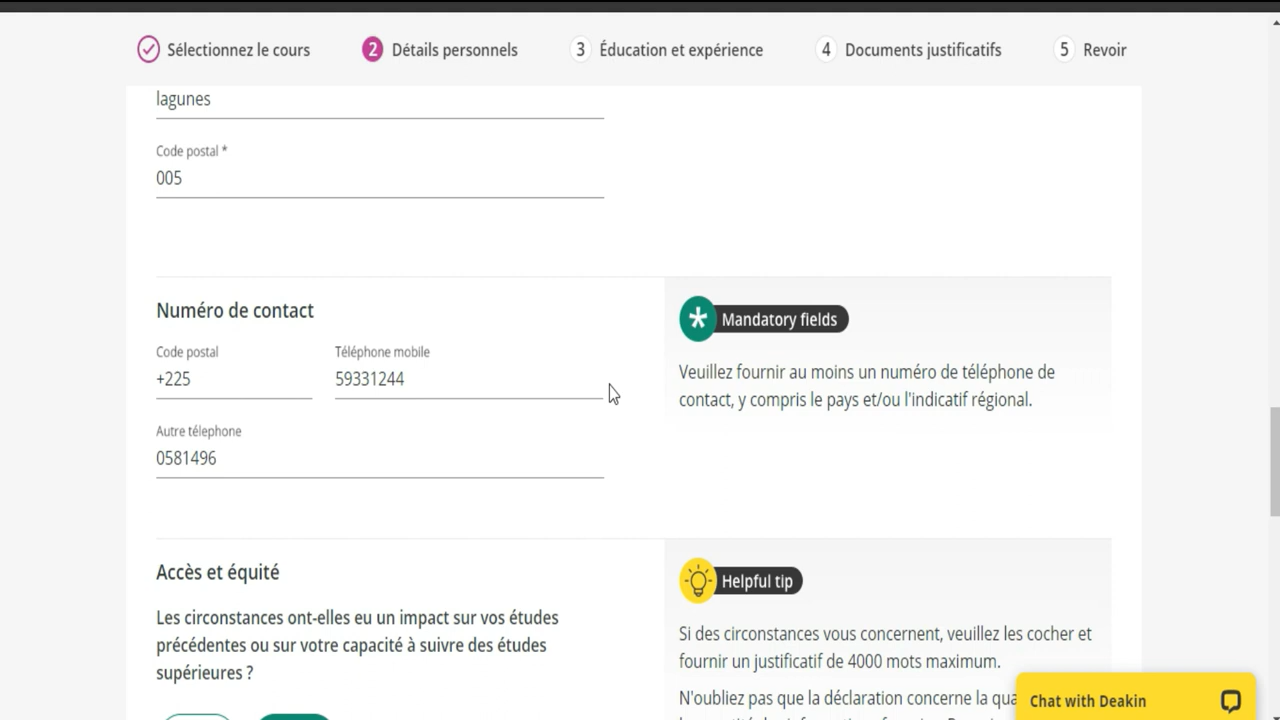 Sélectionnez le cours
2 Détails personnels
3 Éducation et expérience
4 Documents justificatifs
5 Revoir
lagunes
Code postal *
005
Numéro de contact
Code postal
Téléphone mobile
+225
59331244
Autre télephone
0581496
* Mandatory fields
Veuillez fournir au moins un numéro de téléphone de
contact, y compris le pays et/ou l'indicatif régional.
Accès et équité
Les circonstances ont-elles eu un impact sur vos études
précédentes ou sur votre capacité à suivre des études
supérieures ?
Helpful tip
Si des circonstances vous concernent, veuillez les cocher et
fournir un justificatif de 4000 mots maximum.
N'oubliez pas que la déclaration concerne la qua
Chat with Deakin